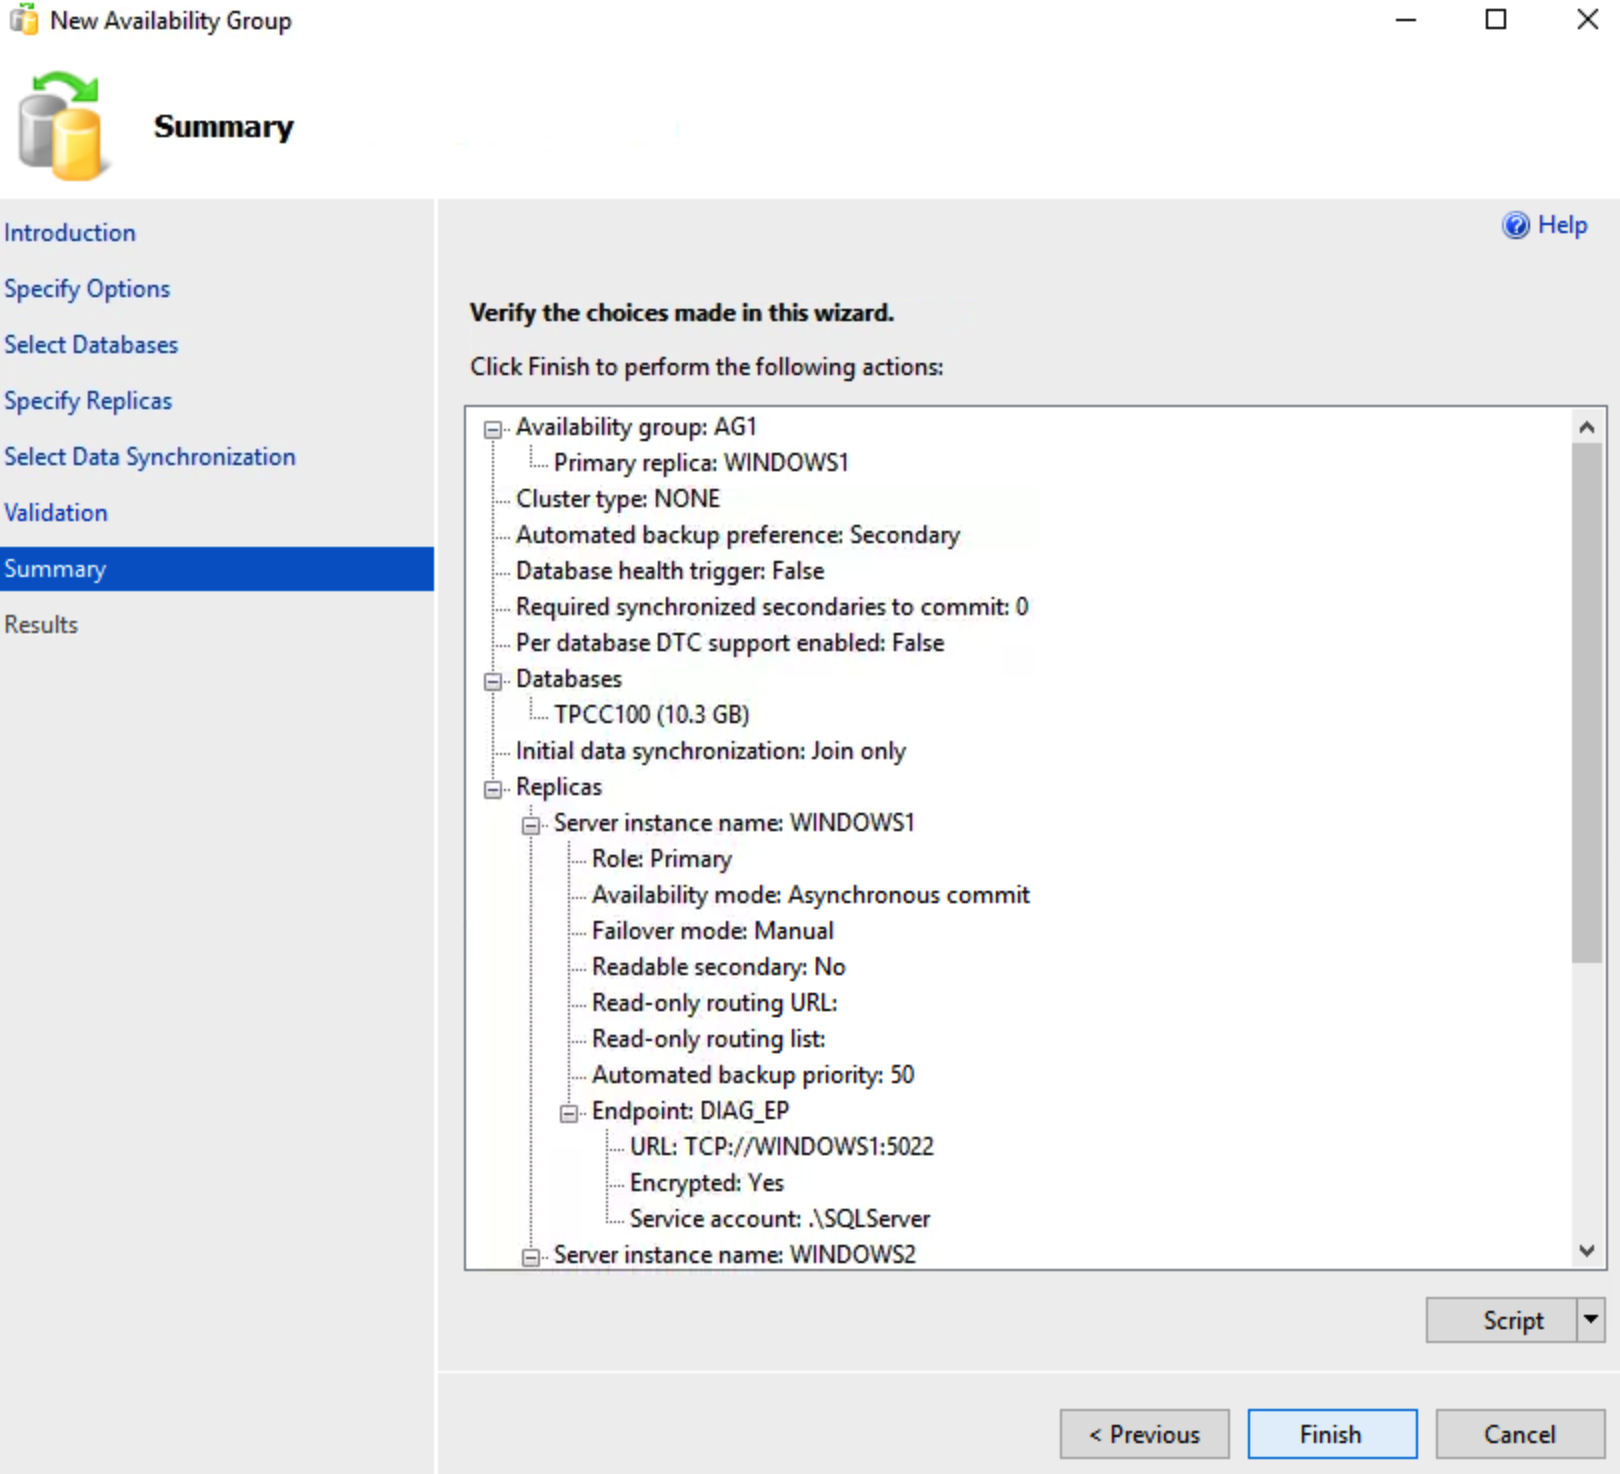 New Availability Group
Summary
Introduction
Specify Options
Select Databases
Specify Replicas
Select Data Synchronization
Validation
Summary
Results
Help
Verify the choices made in this wizard.
Click Finish to perform the following actions:
Availability group: AG1
Primary replica: WINDOWS1
Cluster type: NONE
Automated backup preference: Secondary
Database health trigger: False
Required synchronized secondaries to commit: 0
Per database DTC support enabled: False
Databases
TPCC100 (10.3 GB)
Initial data synchronization: Join only
Replicas
Server instance name: WINDOWS1
Role: Primary
Availability mode: Asynchronous commit
Failover mode: Manual
Readable secondary: No
Read-only routing URL:
Read-only routing list:
Automated backup priority: 50
Endpoint: DIAG_EP
URL: TCP://WINDOWS1:5022
Encrypted: Yes
Service account: .\SQLServer
Server instance name: WINDOWS2
Script
< Previous
Finish
Cancel